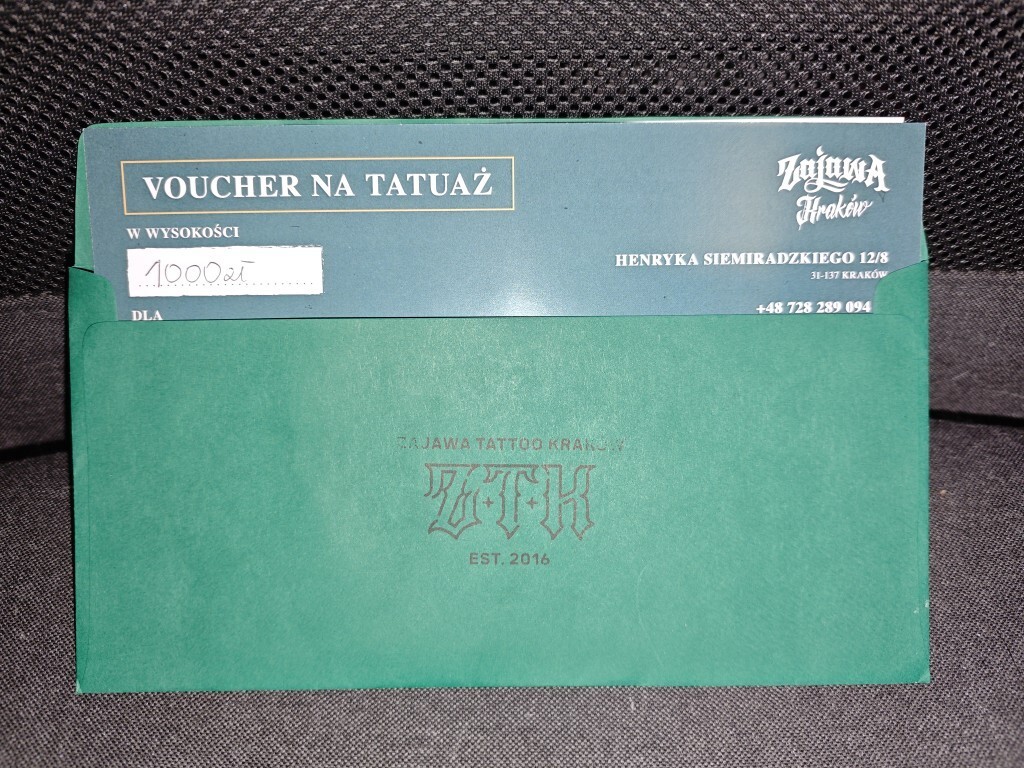 VOUCHER NA TATUAŻ
W WYSOKOŚCI
1000zł
DLA
Zajawa
Kraków
HENRYKA SIEMIRADZKIEGO 12/8
31-137 KRAKÓW
+48 728 289 094
ZAJAWA TATTOO KRAKÓW
Z·T·K
EST. 2016